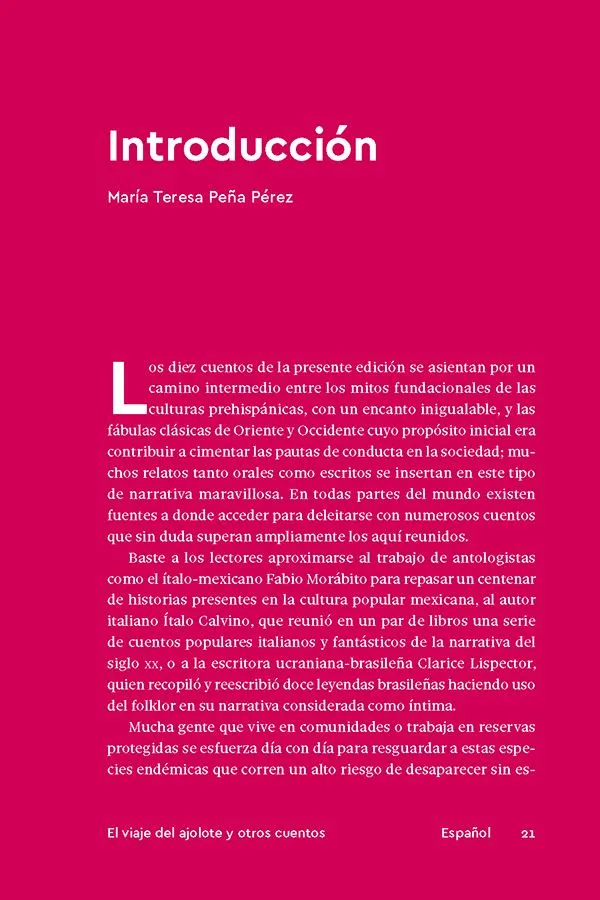 Introducción
María Teresa Peña Pérez
Los diez cuentos de la presente edición se asientan por un
camino intermedio entre los mitos fundacionales de las
culturas prehispánicas, con un encanto inigualable, y las
fábulas clásicas de Oriente y Occidente cuyo propósito inicial era
contribuir a cimentar las pautas de conducta en la sociedad; mu-
chos relatos tanto orales como escritos se insertan en este tipo
de narrativa maravillosa. En todas partes del mundo existen
fuentes a donde acceder para deleitarse con numerosos cuentos
que sin duda superan ampliamente los aquí reunidos.
Baste a los lectores aproximarse al trabajo de antologistas
como el ítalo-mexicano Fabio Morábito para repasar un centenar
de historias presentes en la cultura popular mexicana, al autor
italiano Ítalo Calvino, que reunió en un par de libros una serie
de cuentos populares italianos y fantásticos de la narrativa del
siglo xx, o a la escritora ucraniana-brasileña Clarice Lispector,
quien recopiló y reescribió doce leyendas brasileñas haciendo uso
del folklor en su narrativa considerada como íntima.
Mucha gente que vive en comunidades o trabaja en reservas
protegidas se esfuerza día con día para resguardar a estas espe-
cies endémicas que corren un alto riesgo de desaparecer sin es-
El viaje del ajolote y otros cuentos Español 21